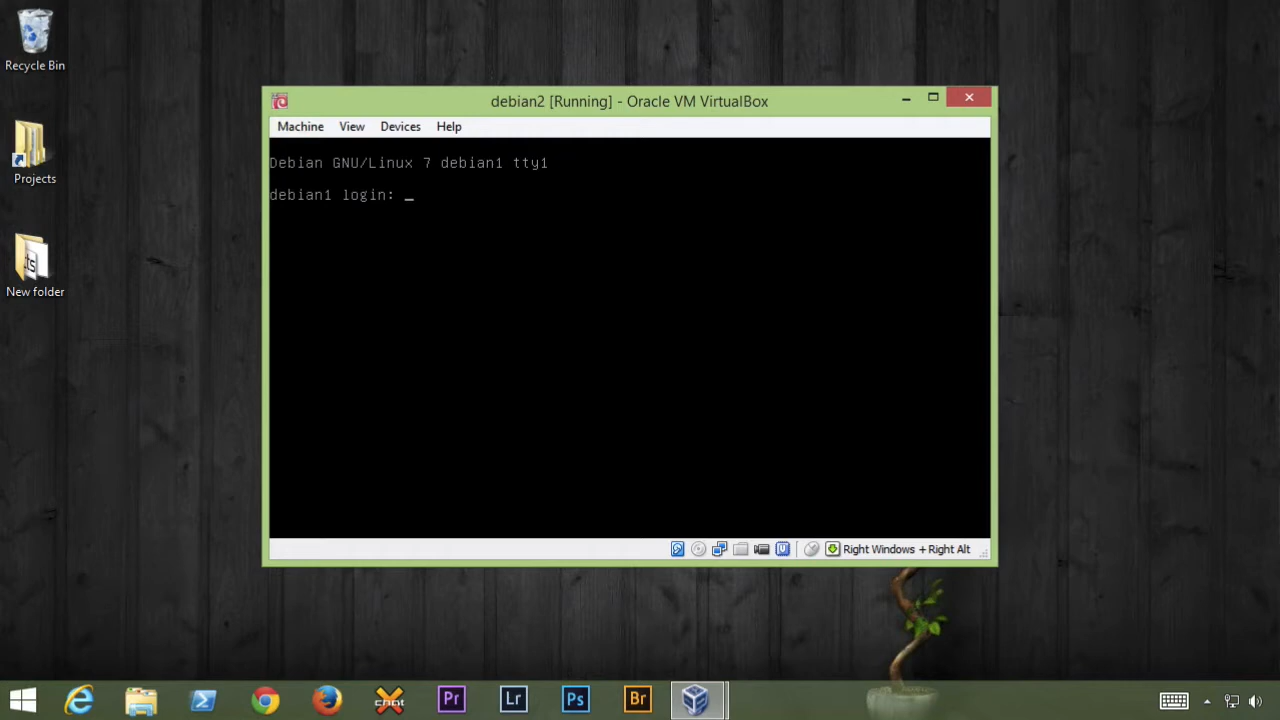 Recycle Bin
Projects
New folder
debian2 [Running] - Oracle VM VirtualBox
Machine View Devices Help
Debian GNU/Linux 7 debian1 tty1
debian1 login: _
Right Windows + Right Alt
chat
Pr
Lr
Ps
Br